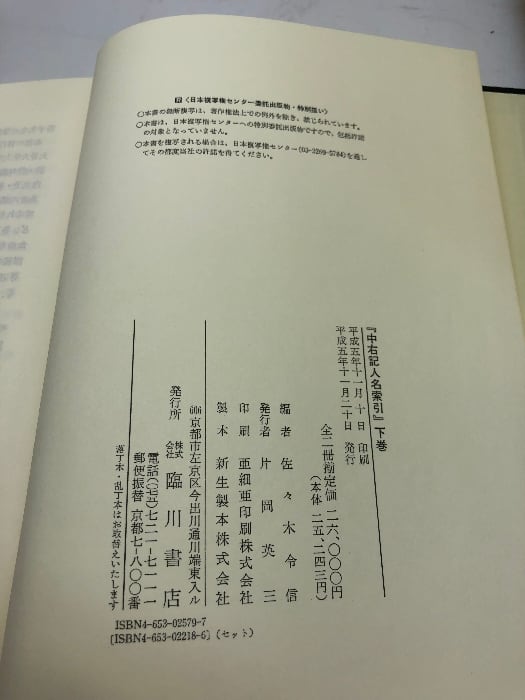 〈日本複写権センター委託出版物・特別扱い〉
○本書の無断複写は、著作権法上での例外を除き、禁じられています。
○本書は、日本複写権センターへの特別委託出版物ですので、包括許諾
の対象となっていません。
○本書を複写される場合は、日本複写権センター(03-3269-5784)を通し
てその都度当社の許諾を得てください。
『中右記人名索引』下巻
平成五年十一月十日 印刷
平成五年十一月二十日 発行
全二冊揃定価 二六、〇〇〇円
(本体 二五、二四三円)
編者 佐々木令信
発行者 片岡英三
印刷 亜細亜印刷株式会社
製本 新生製本株式会社
606 京都市左京区今出川通川端東入ル
発行所 株式会社 臨川書店
電話(075)七二一-七一一一
郵便振替 京都七-八〇〇番
落丁本・乱丁本はお取替えいたします
ISBN4-653-02579-7
[ISBN4-653-02218-6](セット)